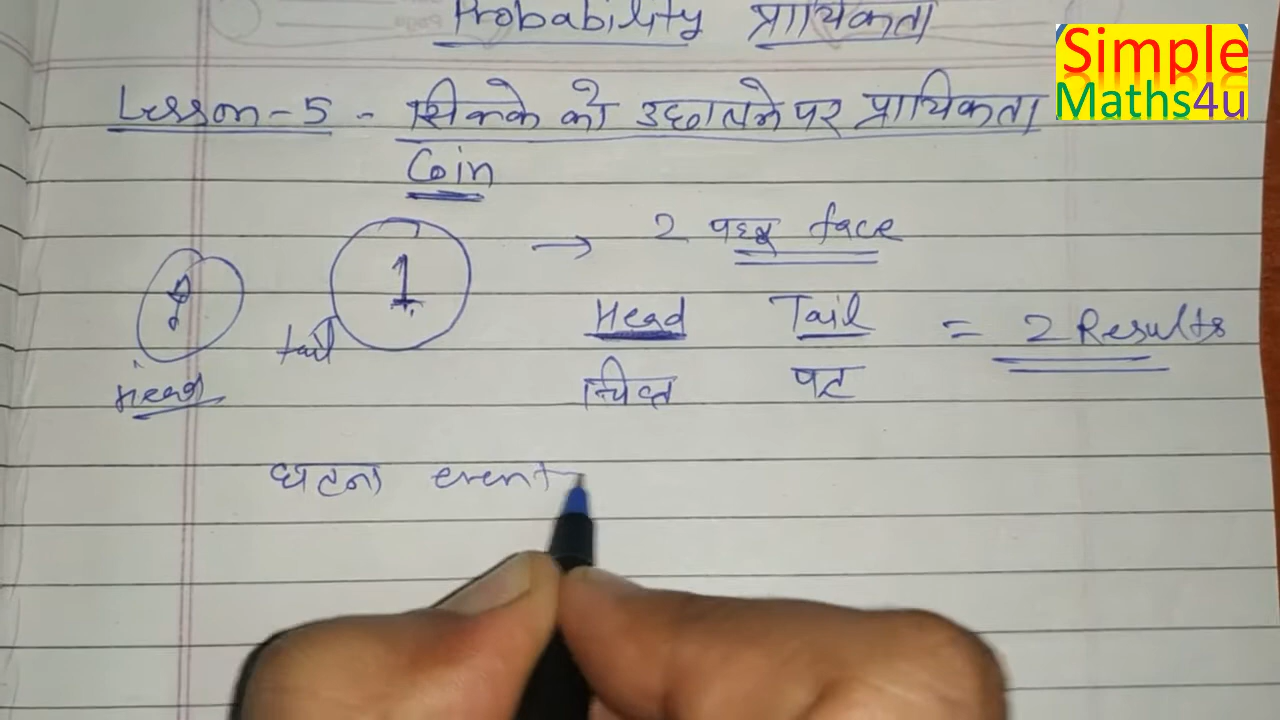 Probability प्रायिकता
Simple
Maths4u
Lesson-5 - सिक्के को उछालने पर प्रायिकता
Coin
2 face
1
Head Tail = 2 Results
tail
Head
चित्त पट
घटना event